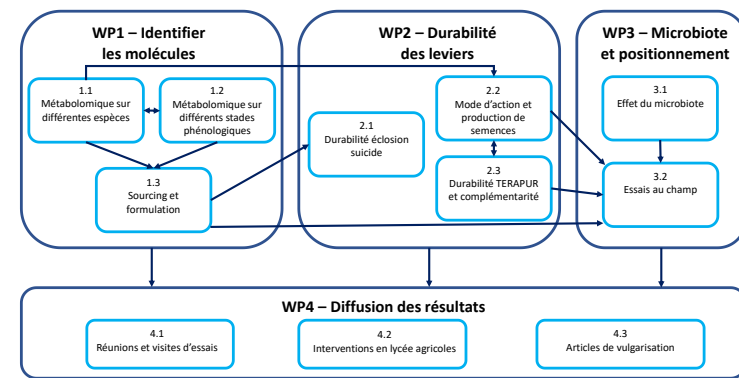 WP1 – Identifier
les molécules
1.1
Métabolomique sur
différentes espèces
1.2
Métabolomique sur
différents stades
phénologiques
1.3
Sourcing et
formulation
WP2 – Durabilité
des leviers
2.1
Durabilité éclosion
suicide
2.2
Mode d'action et
production de
semences
2.3
Durabilité TERAPUR
et complémentarité
WP3 – Microbiote
et positionnement
3.1
Effet du microbiote
3.2
Essais au champ
WP4 – Diffusion des résultats
4.1
Réunions et visites d'essais
4.2
Interventions en lycée agricoles
4.3
Articles de vulgarisation